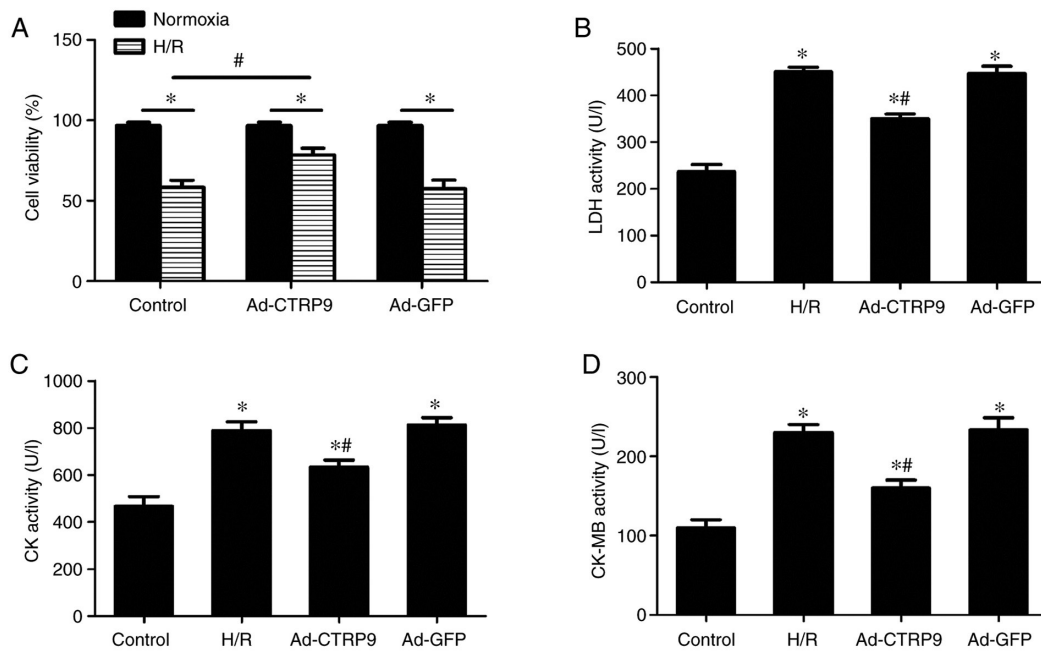 A
Normoxia
H/R
150
100
50
0
Cell viability (%)
#
* * *
Control Ad-CTRP9 Ad-GFP
B
500
400
300
200
100
0
LDH activity (U/l)
* *# *
Control H/R Ad-CTRP9 Ad-GFP
C
1000
800
600
400
200
0
CK activity (U/l)
* *# *
Control H/R Ad-CTRP9 Ad-GFP
D
300
200
100
0
CK-MB activity (U/l)
* *# *
Control H/R Ad-CTRP9 Ad-GFP